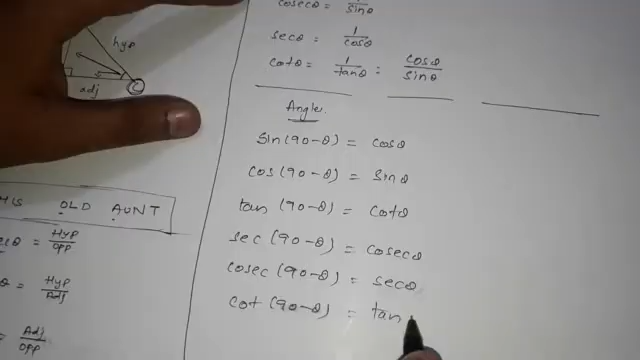 cosecθ = 1/sinθ
secθ = 1/cosθ
cotθ = 1/tanθ = cosθ/sinθ
Angle
sin(90-θ) = cosθ
cos(90-θ) = sinθ
tan(90-θ) = cotθ
sec(90-θ) = cosecθ
cosec(90-θ) = secθ
cot(90-θ) = tan
hyp
adj
C
OLD AUNT
θ = Hyp/opp
θ = Hyp/Adj
= Adj/opp